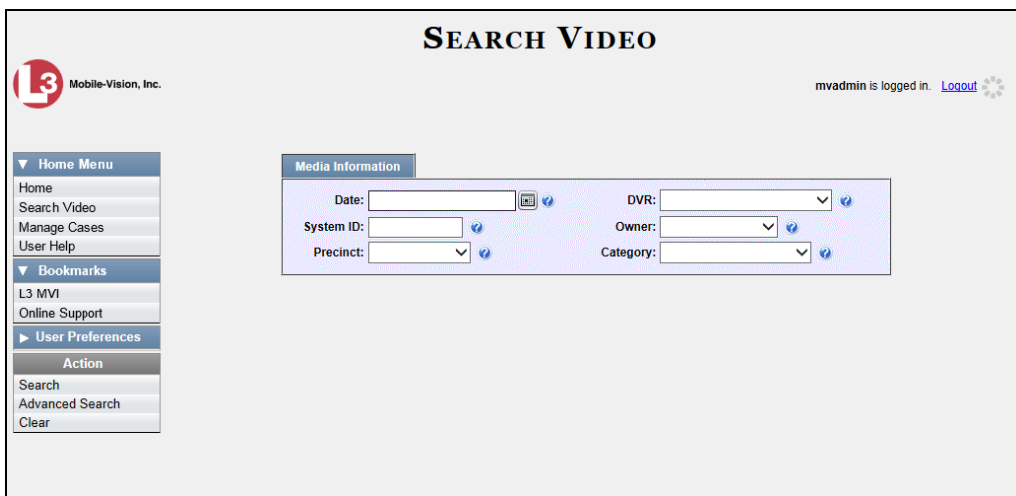 SEARCH VIDEO
L3 Mobile-Vision, Inc.
mvadmin is logged in. Logout
▼ Home Menu
Home
Search Video
Manage Cases
User Help
▼ Bookmarks
L3 MVI
Online Support
► User Preferences
Action
Search
Advanced Search
Clear
Media Information
Date: ? DVR: ?
System ID: ? Owner: ?
Precinct: ? Category: ?